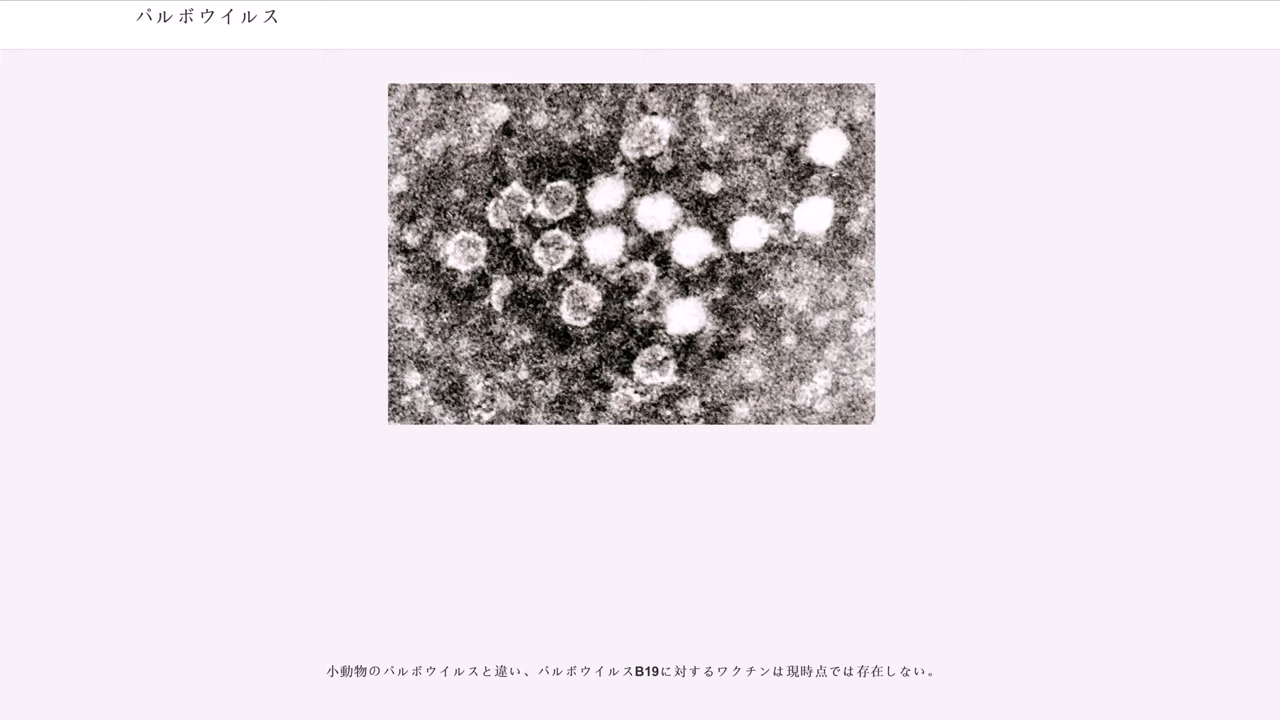 パルボウイルス
小動物のパルボウイルスと違い、パルボウイルスB19に対するワクチンは現時点では存在しない。